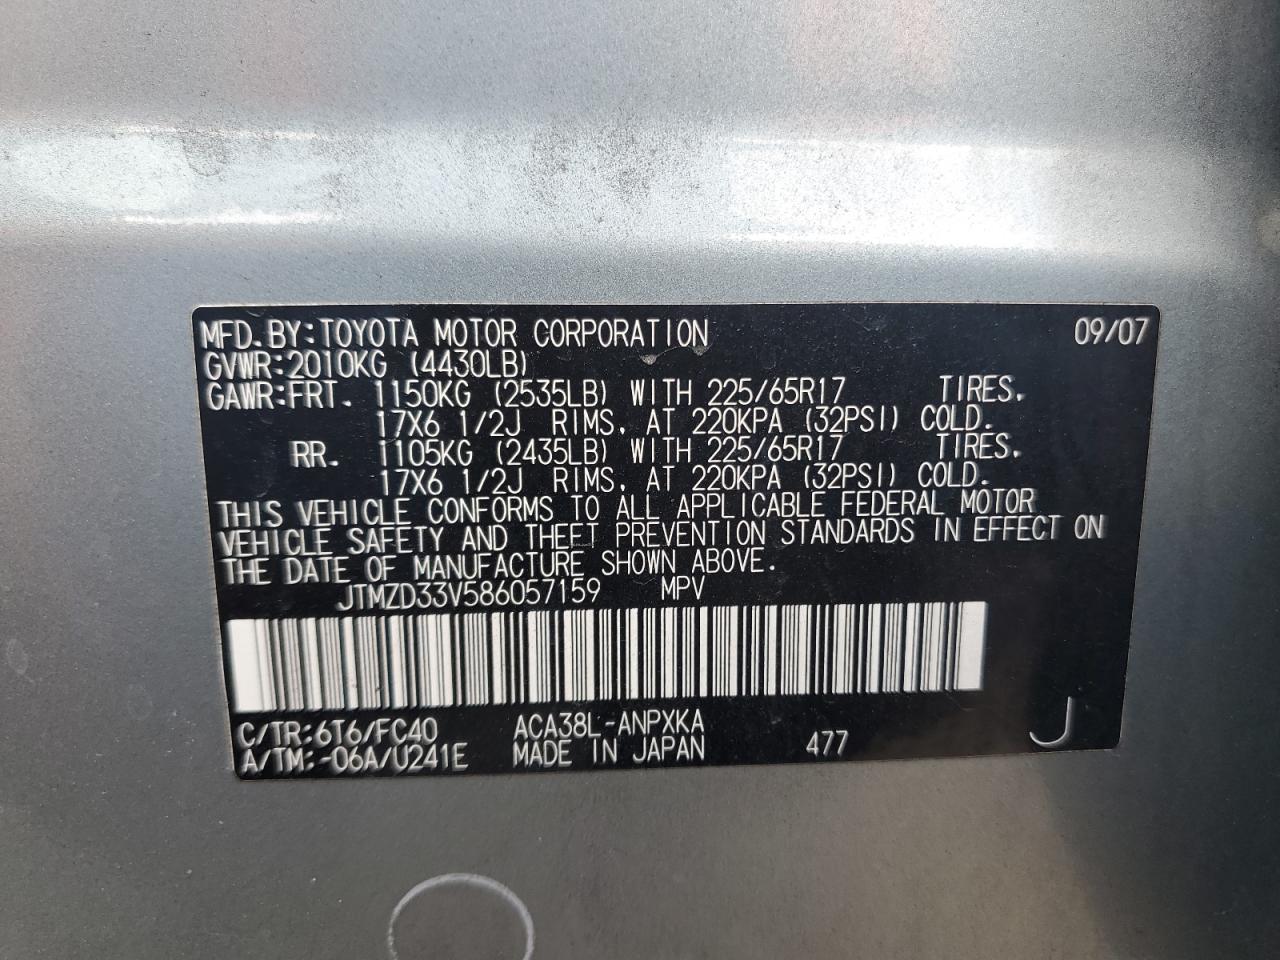 MFD.BY:TOYOTA MOTOR CORPORATION 09/07
GVWR:2010KG (4430LB)
GAWR:FRT. 1150KG (2535LB) WITH 225/65R17 TIRES,
17X6 1/2J RIMS, AT 220KPA (32PSI) COLD.
RR. 1105KG (2435LB) WITH 225/65R17 TIRES,
17X6 1/2J RIMS, AT 220KPA (32PSI) COLD.
THIS VEHICLE CONFORMS TO ALL APPLICABLE FEDERAL MOTOR
VEHICLE SAFETY AND THEFT PREVENTION STANDARDS IN EFFECT ON
THE DATE OF MANUFACTURE SHOWN ABOVE.
JTMZD33V586057159 MPV
C/TR:6T6/FC40 ACA38L-ANPXKA
A/TM:-06A/U241E MADE IN JAPAN 477 J